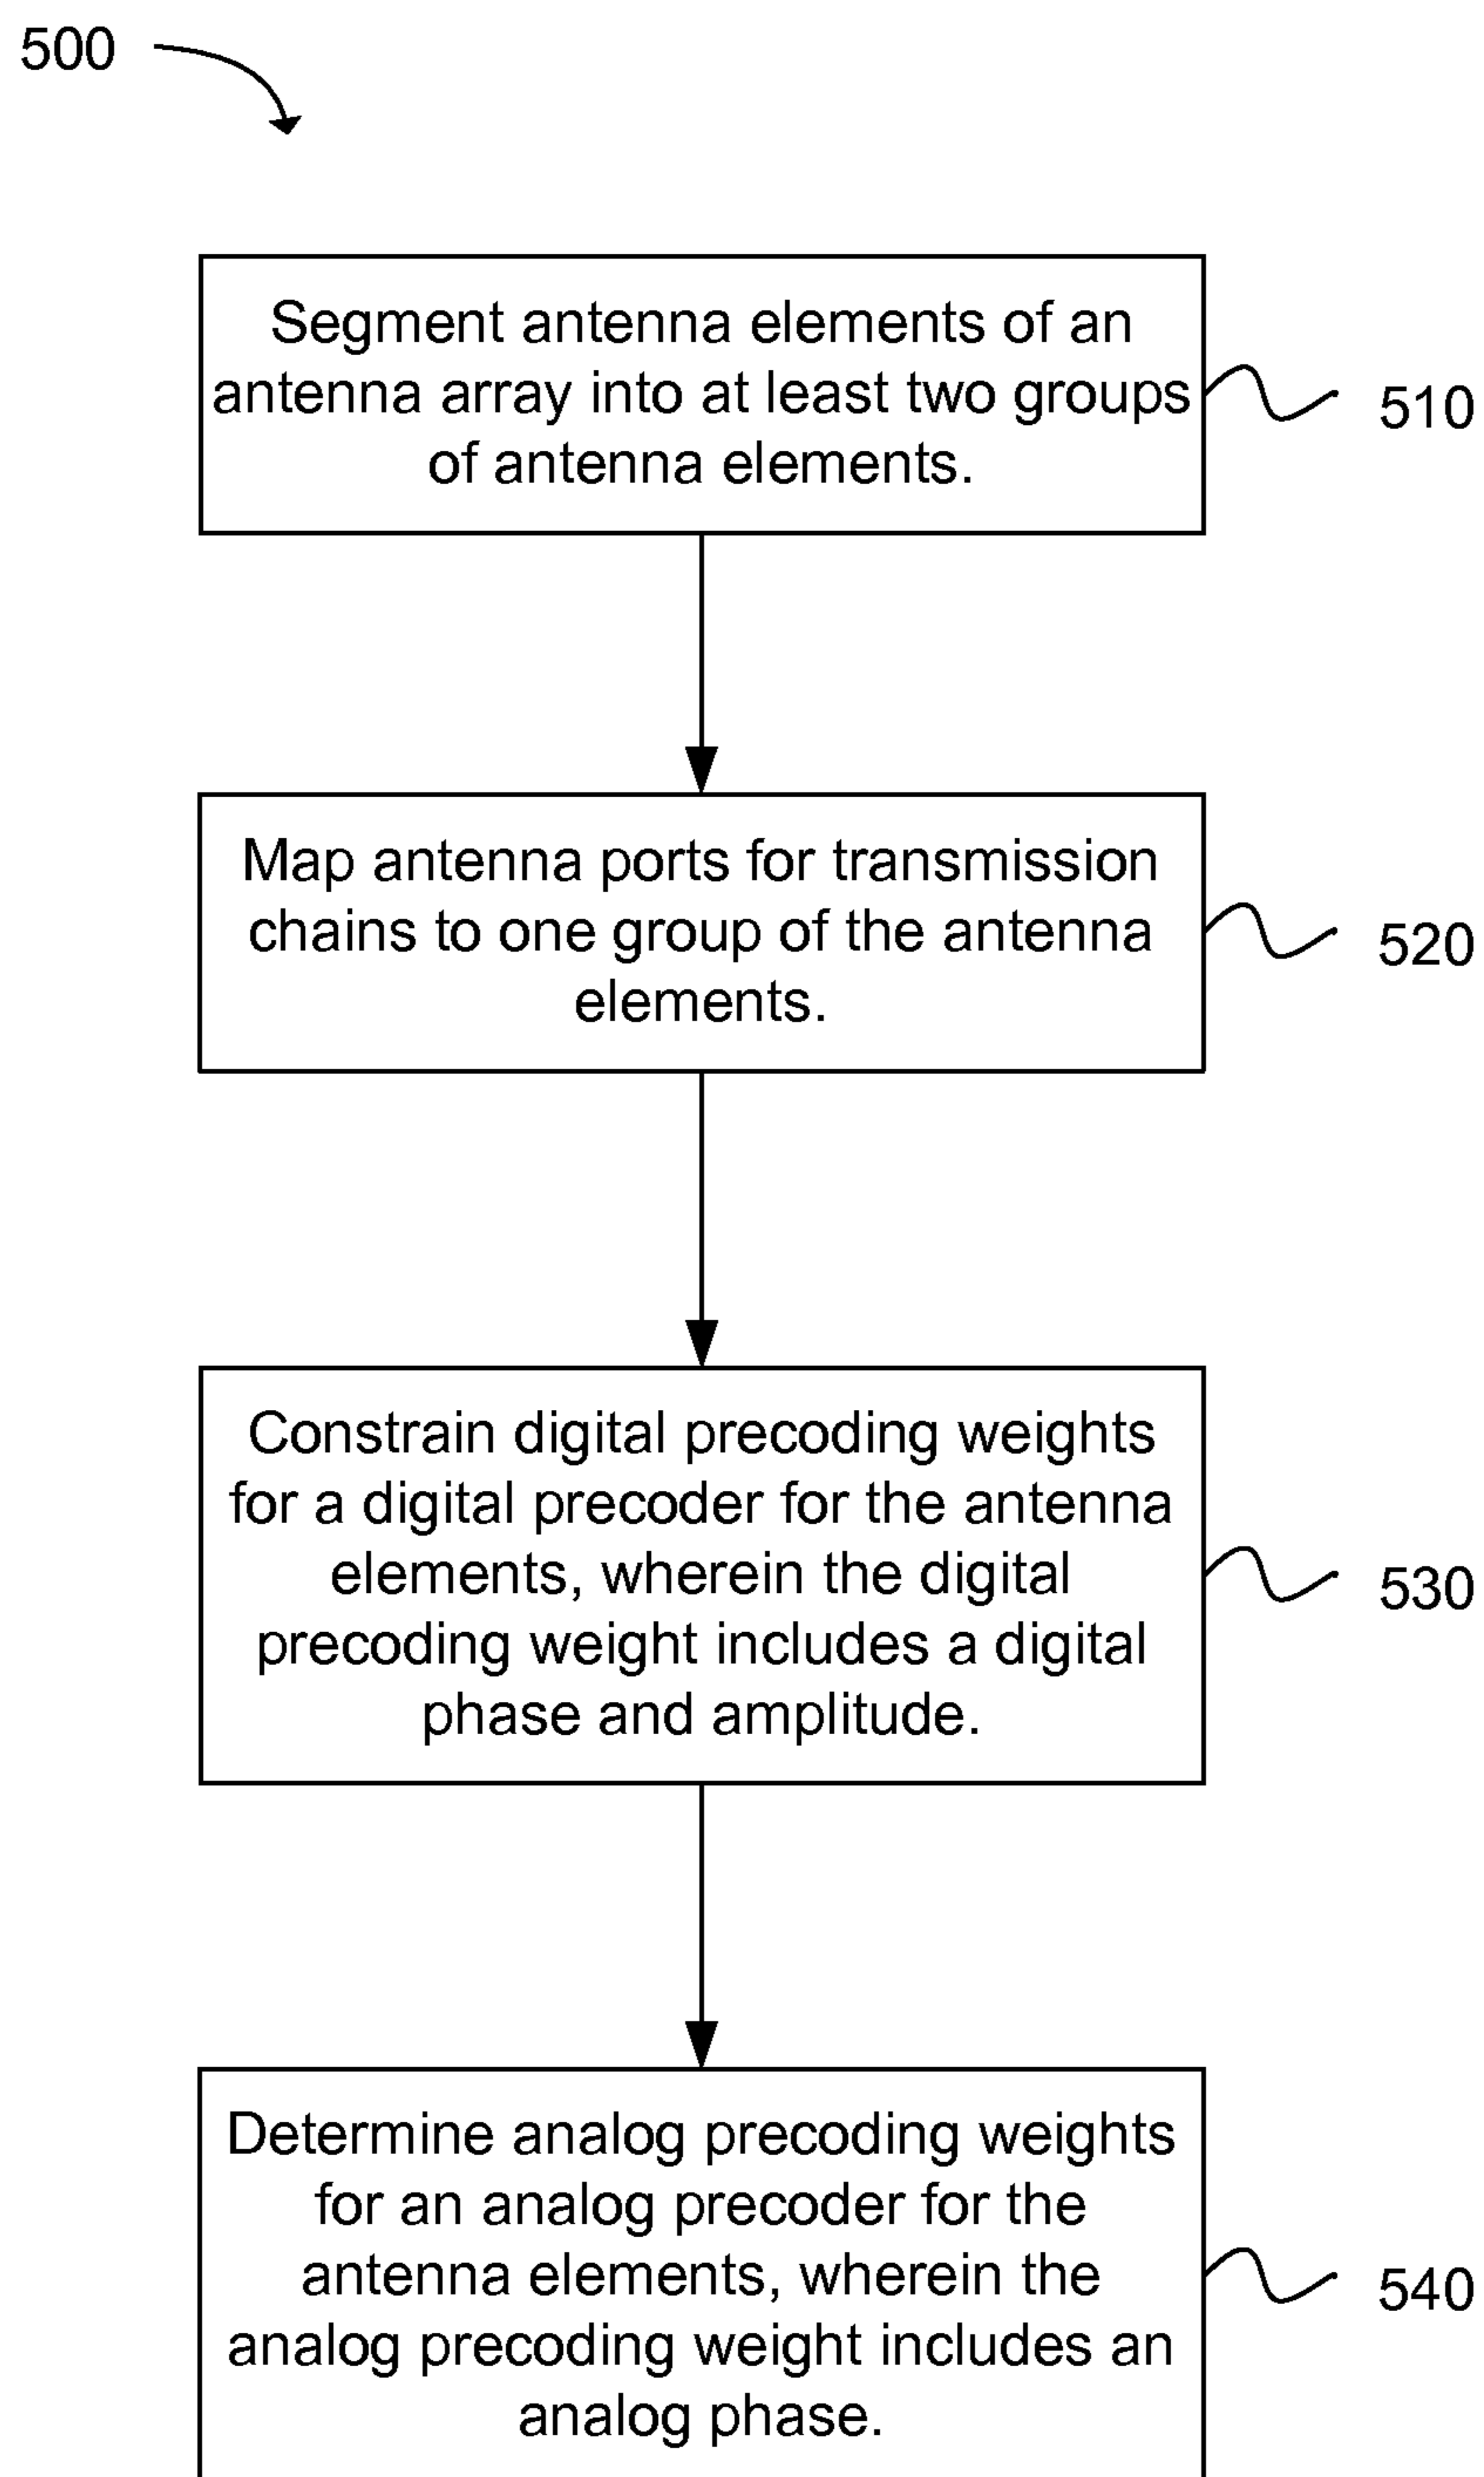 500
Segment antenna elements of an
antenna array into at least two groups
of antenna elements.
510
Map antenna ports for transmission
chains to one group of the antenna
elements.
520
Constrain digital precoding weights
for a digital precoder for the antenna
elements, wherein the digital
precoding weight includes a digital
phase and amplitude.
530
Determine analog precoding weights
for an analog precoder for the
antenna elements, wherein the
analog precoding weight includes an
analog phase.
540